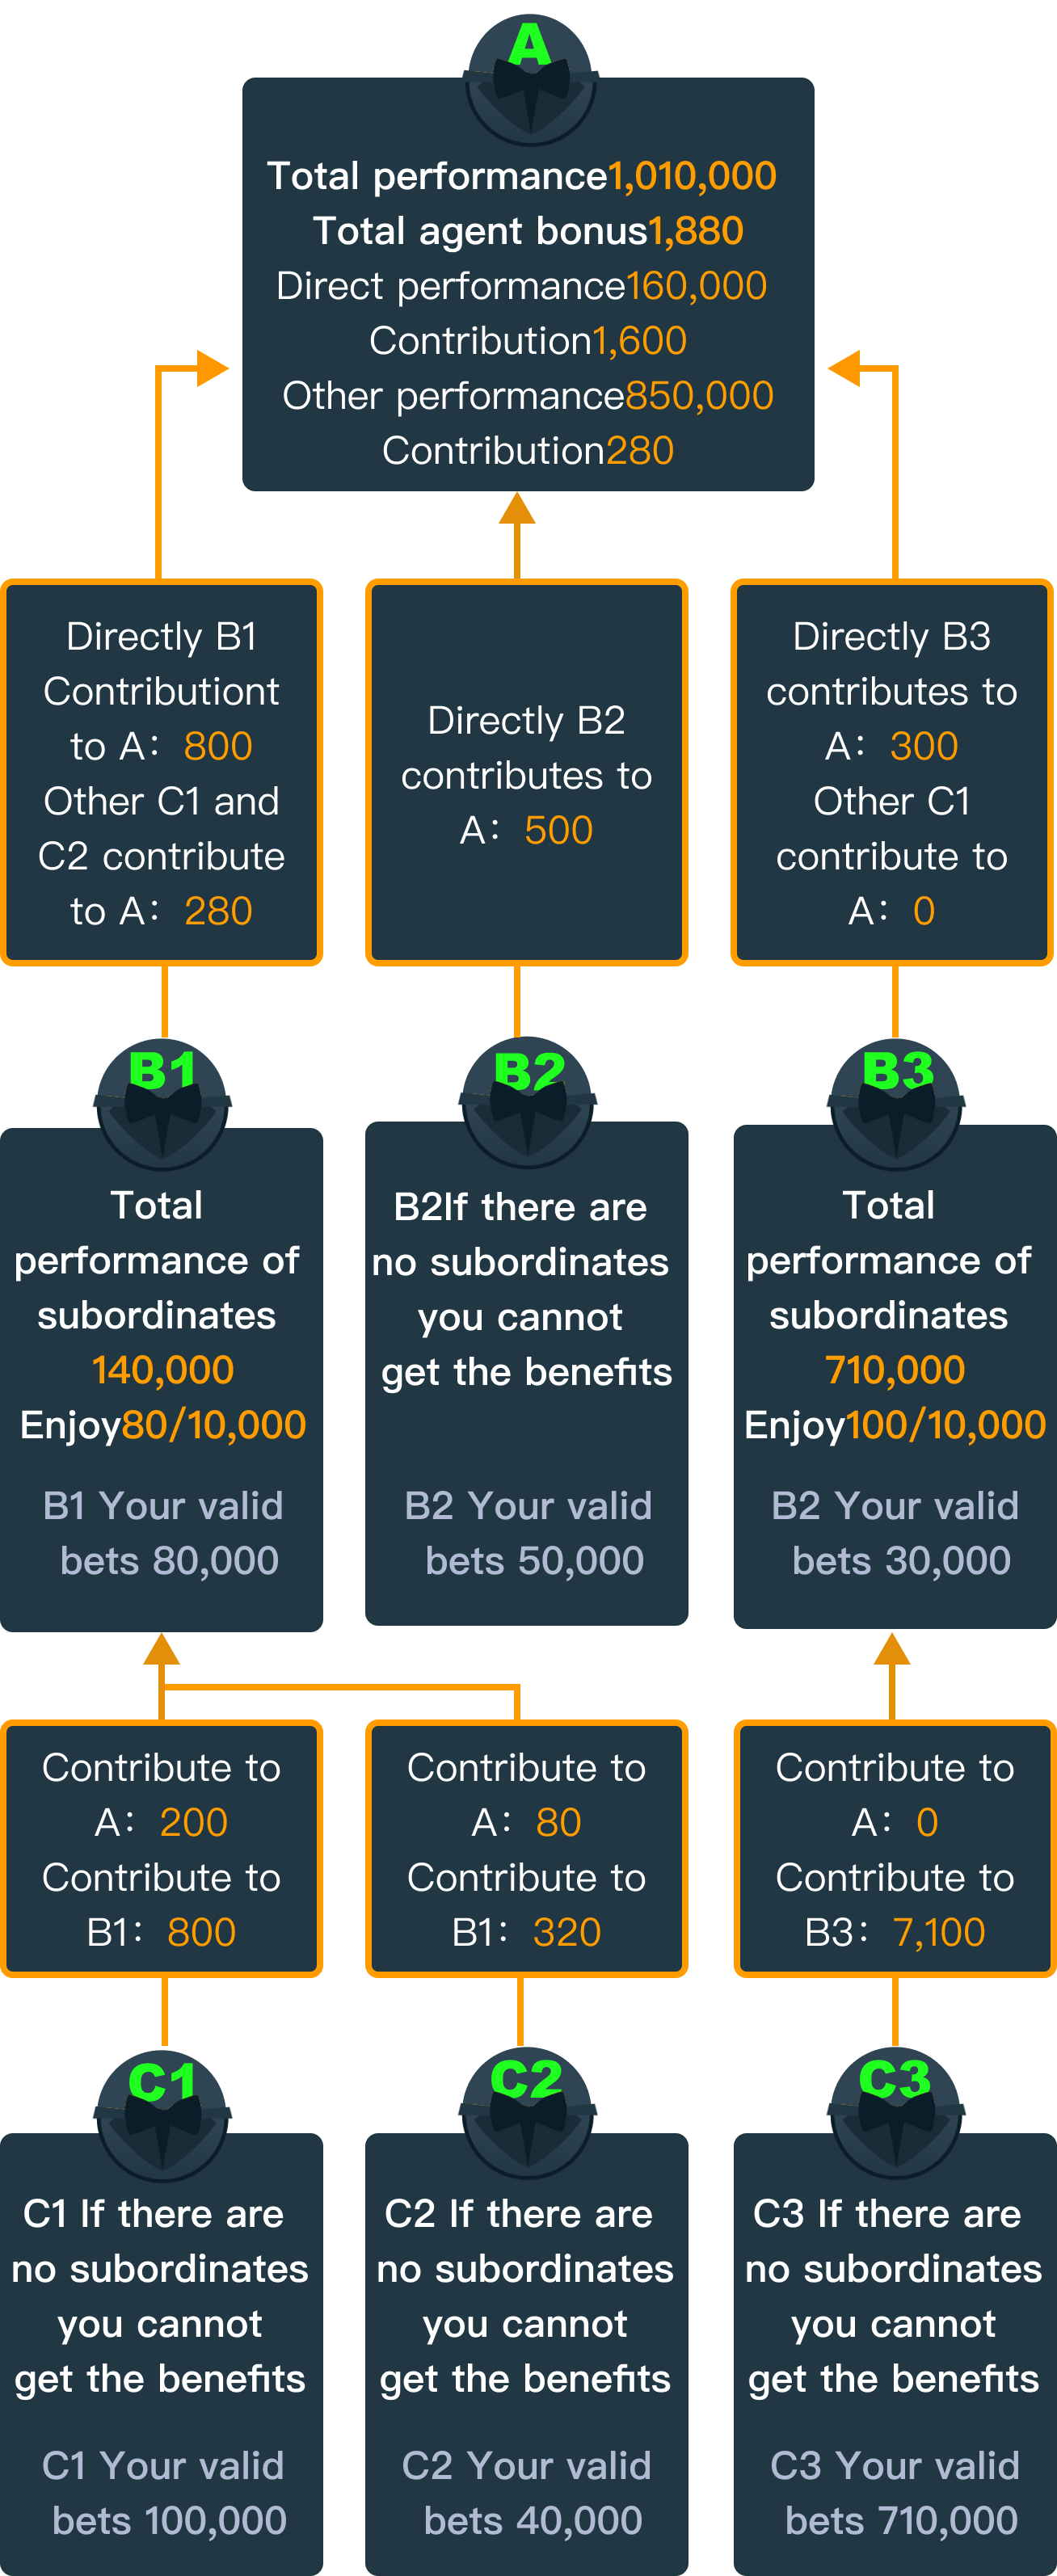 A
Total performance1,010,000
Total agent bonus1,880
Direct performance160,000
Contribution1,600
Other performance850,000
Contribution280
Directly B1
Contributiont
to A: 800
Other C1 and
C2 contribute
to A: 280
Directly B2
contributes to
A: 500
Directly B3
contributes to
A: 300
Other C1
contribute to
A: 0
B1
Total
performance of
subordinates
140,000
Enjoy80/10,000
B1 Your valid
bets 80,000
B2
B2If there are
no subordinates
you cannot
get the benefits
B2 Your valid
bets 50,000
B3
Total
performance of
subordinates
710,000
Enjoy100/10,000
B2 Your valid
bets 30,000
Contribute to
A: 200
Contribute to
B1: 800
Contribute to
A: 80
Contribute to
B1: 320
Contribute to
A: 0
Contribute to
B3: 7,100
C1
C1 If there are
no subordinates
you cannot
get the benefits
C1 Your valid
bets 100,000
C2
C2 If there are
no subordinates
you cannot
get the benefits
C2 Your valid
bets 40,000
C3
C3 If there are
no subordinates
you cannot
get the benefits
C3 Your valid
bets 710,000